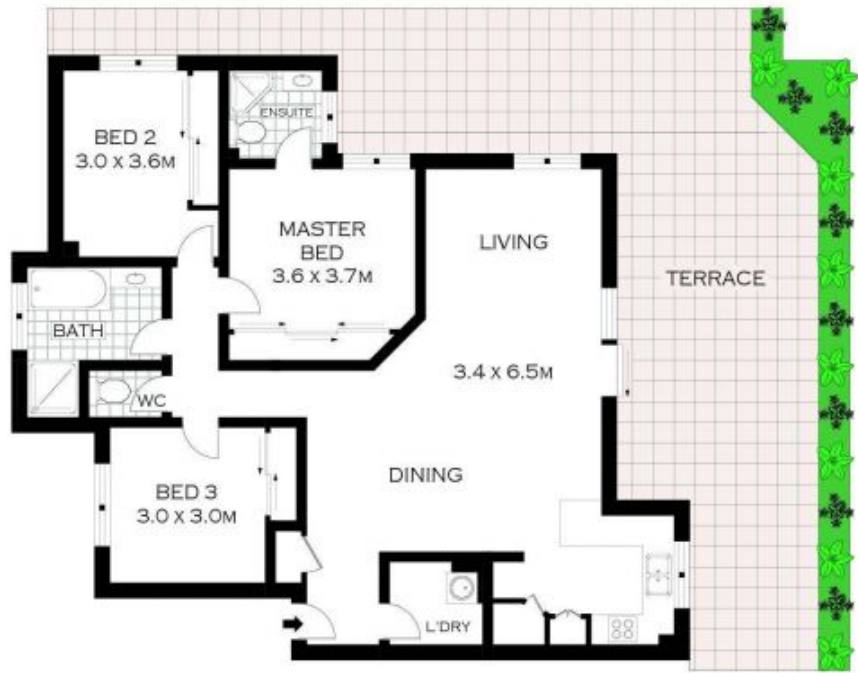 BED 2
3.0 X 3.6M
ENSUITE
MASTER
BED
3.6 X 3.7M
LIVING
TERRACE
BATH
3.4 X 6.5M
WC
DINING
BED 3
3.0 X 3.0M
L'DRY